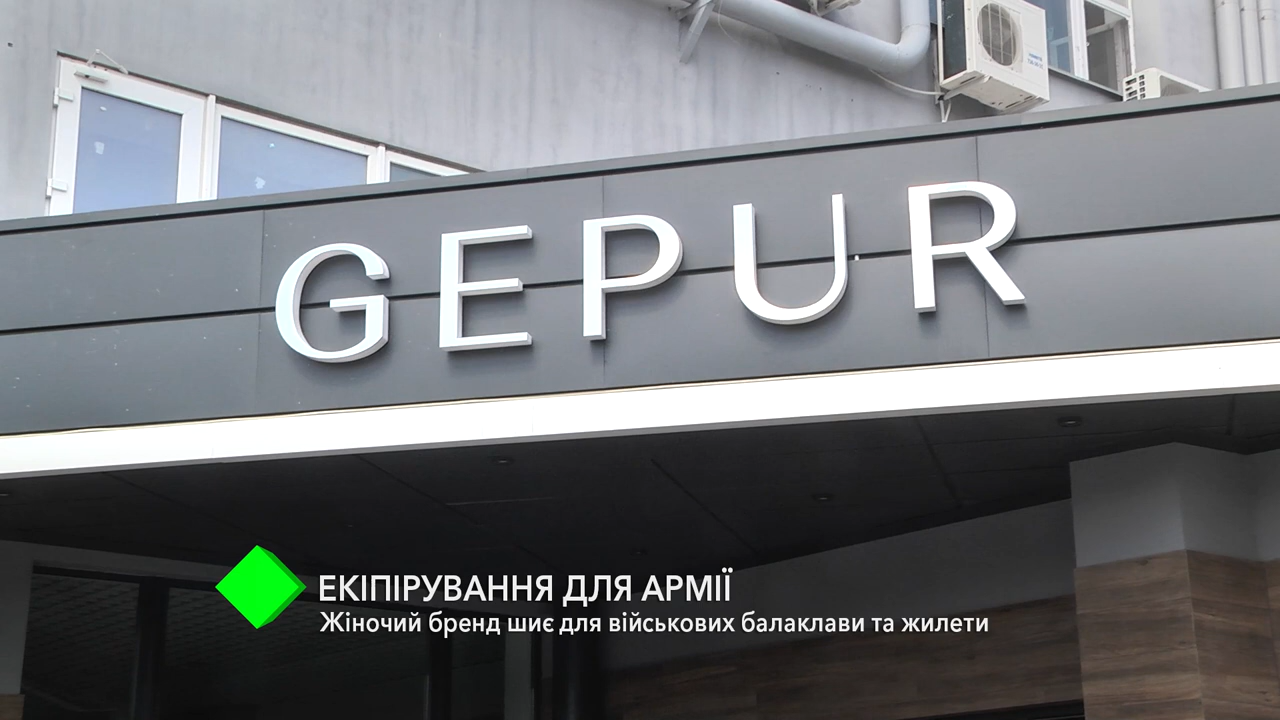 GEPUR
ЕКІПІРУВАННЯ ДЛЯ АРМІЇ
Жіночий бренд шиє для військових балаклави та жилети